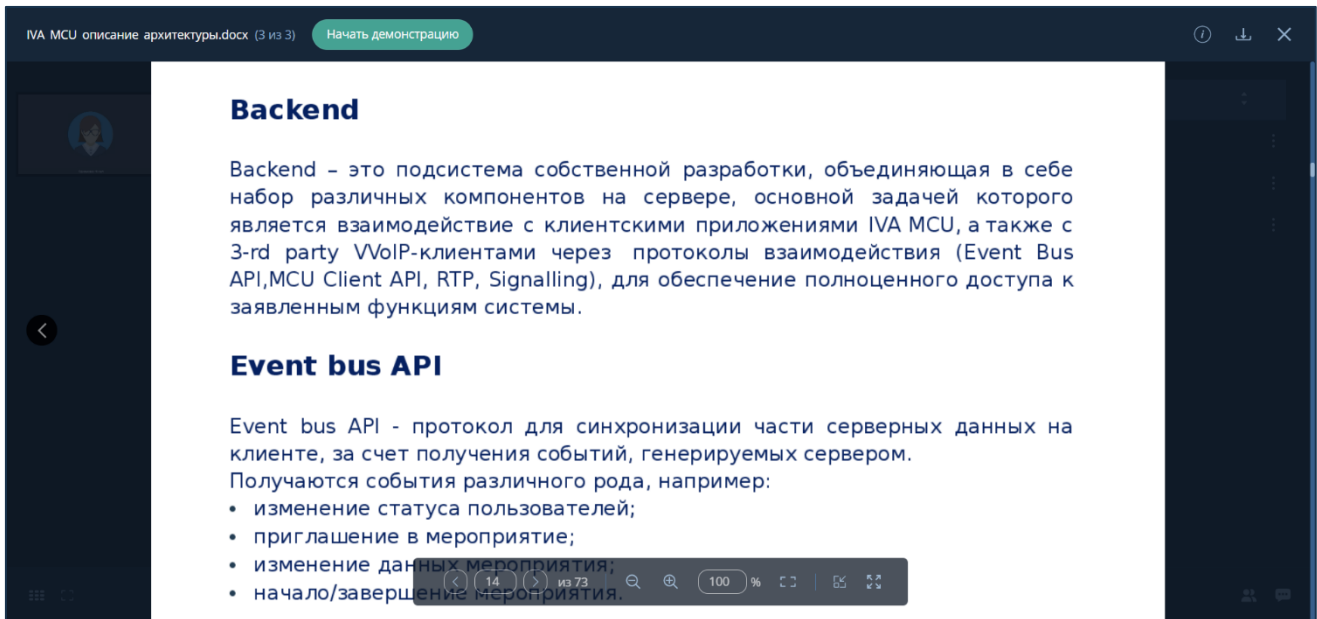 IVA MCU описание архитектуры.docx (3 из 3) Начать демонстрацию
Backend
Backend – это подсистема собственной разработки, объединяющая в себе
набор различных компонентов на сервере, основной задачей которого
является взаимодействие с клиентскими приложениями IVA MCU, а также с
3-rd party VVoIP-клиентами через протоколы взаимодействия (Event Bus
API,MCU Client API, RTP, Signalling), для обеспечение полноценного доступа к
заявленным функциям системы.
Event bus API
Event bus API - протокол для синхронизации части серверных данных на
клиенте, за счет получения событий, генерируемых сервером.
Получаются события различного рода, например:
• изменение статуса пользователей;
• приглашение в мероприятие;
• изменение данных мероприятия;
• начало/завершение мероприятия.
14 из 73 100 %